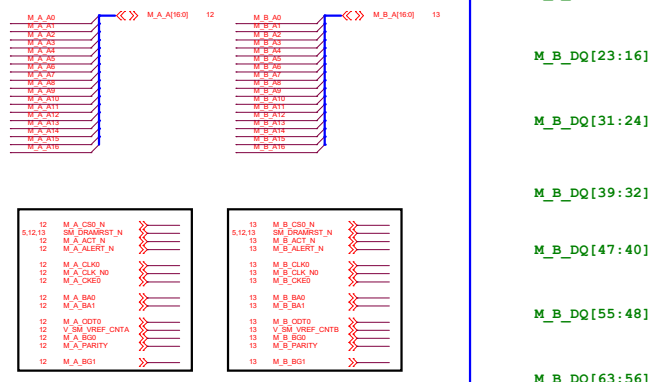 M_A_A[16:0] 12
M_A_A0
M_A_A1
M_A_A2
M_A_A3
M_A_A4
M_A_A5
M_A_A6
M_A_A7
M_A_A8
M_A_A9
M_A_A10
M_A_A11
M_A_A12
M_A_A13
M_A_A14
M_A_A15
M_A_A16
M_B_A[16:0] 13
M_B_A0
M_B_A1
M_B_A2
M_B_A3
M_B_A4
M_B_A5
M_B_A6
M_B_A7
M_B_A8
M_B_A9
M_B_A10
M_B_A11
M_B_A12
M_B_A13
M_B_A14
M_B_A15
M_B_A16
12 M_A_CS0_N
5,12,13 SM_DRAMRST_N
12 M_A_ACT_N
12 M_A_ALERT_N
12 M_A_CLK0
12 M_A_CLK_N0
12 M_A_CKE0
12 M_A_BA0
12 M_A_BA1
12 M_A_ODT0
12 V_SM_VREF_CNTA
12 M_A_BG0
12 M_A_PARITY
12 M_A_BG1
13 M_B_CS0_N
5,12,13 SM_DRAMRST_N
13 M_B_ACT_N
13 M_B_ALERT_N
13 M_B_CLK0
13 M_B_CLK_N0
13 M_B_CKE0
13 M_B_BA0
13 M_B_BA1
13 M_B_ODT0
13 V_SM_VREF_CNTB
13 M_B_BG0
13 M_B_PARITY
13 M_B_BG1
M_B_DQ[23:16]
M_B_DQ[31:24]
M_B_DQ[39:32]
M_B_DQ[47:40]
M_B_DQ[55:48]
M_B_DQ[63:56]